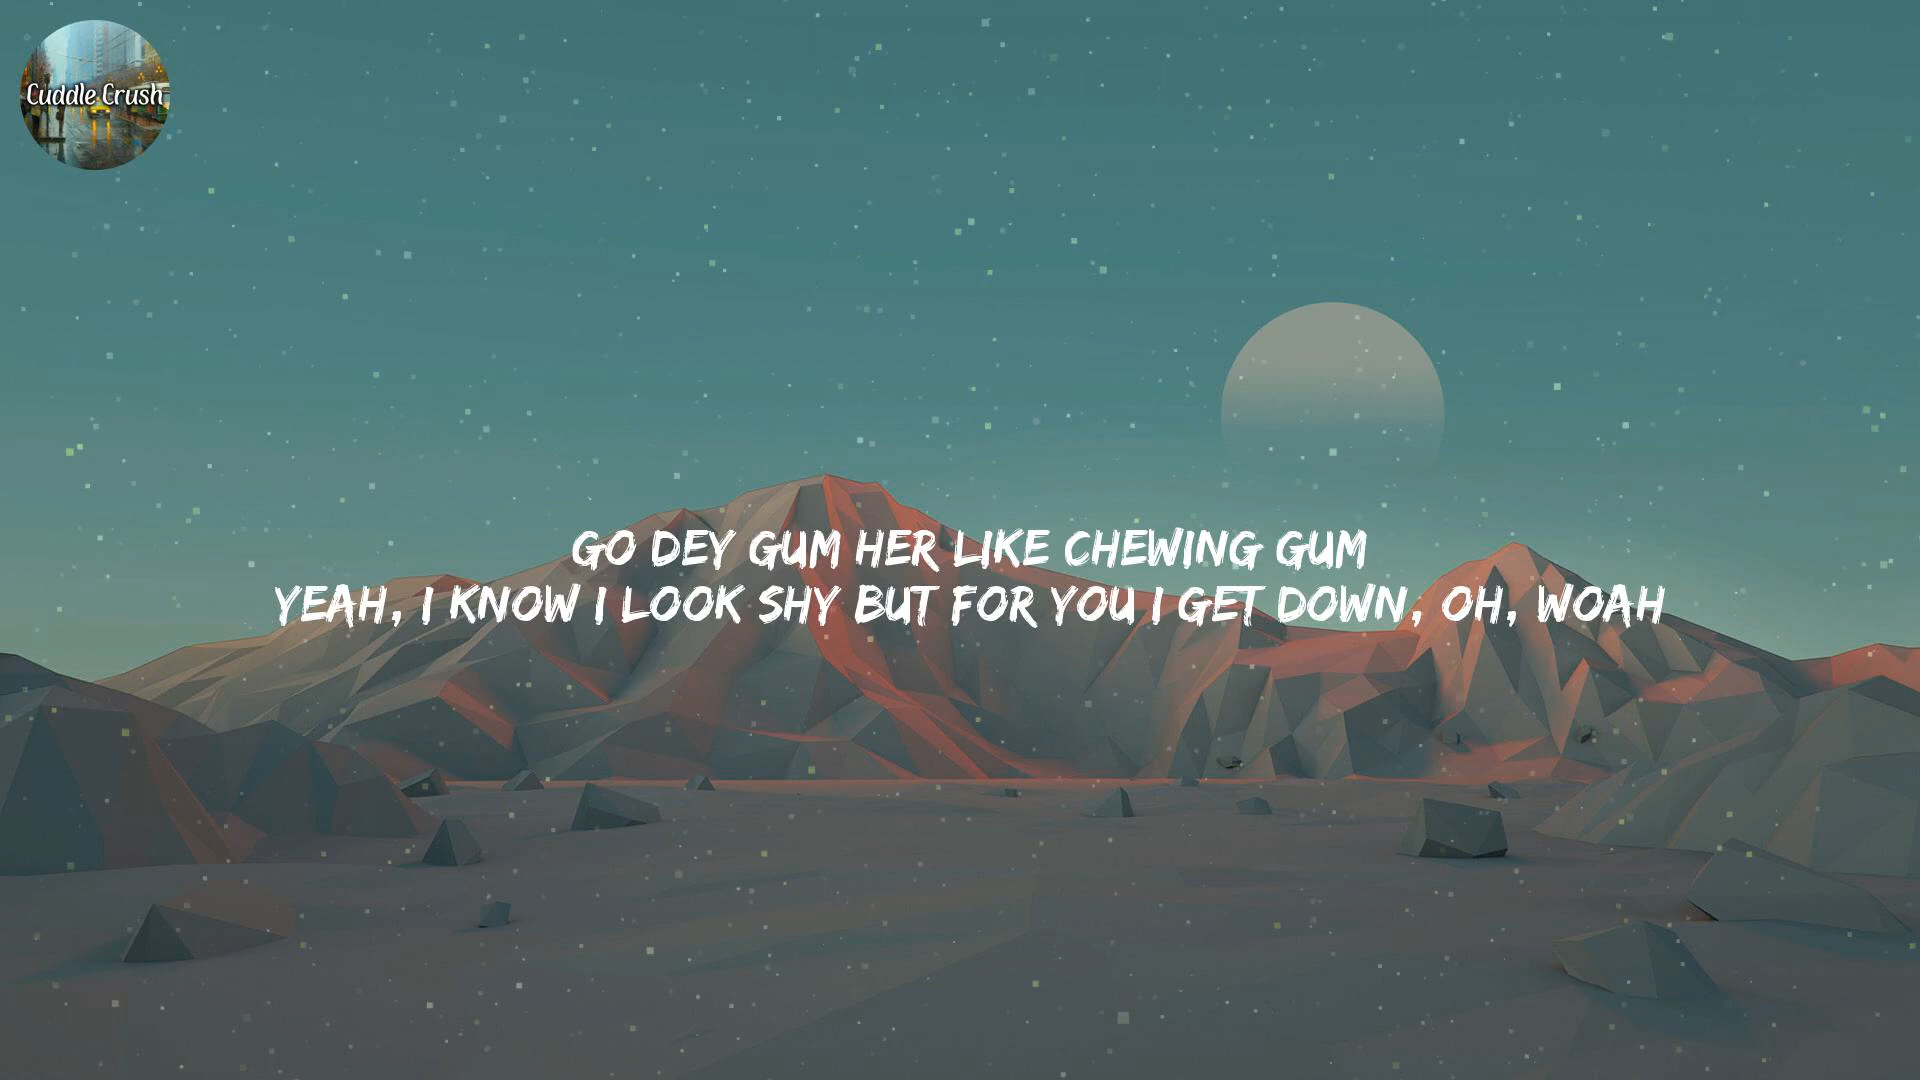 Cuddle Crush
GO DEY GUM HER LIKE CHEWING GUM
YEAH, I KNOW I LOOK SHY BUT FOR YOU I GET DOWN, OH, WOAH